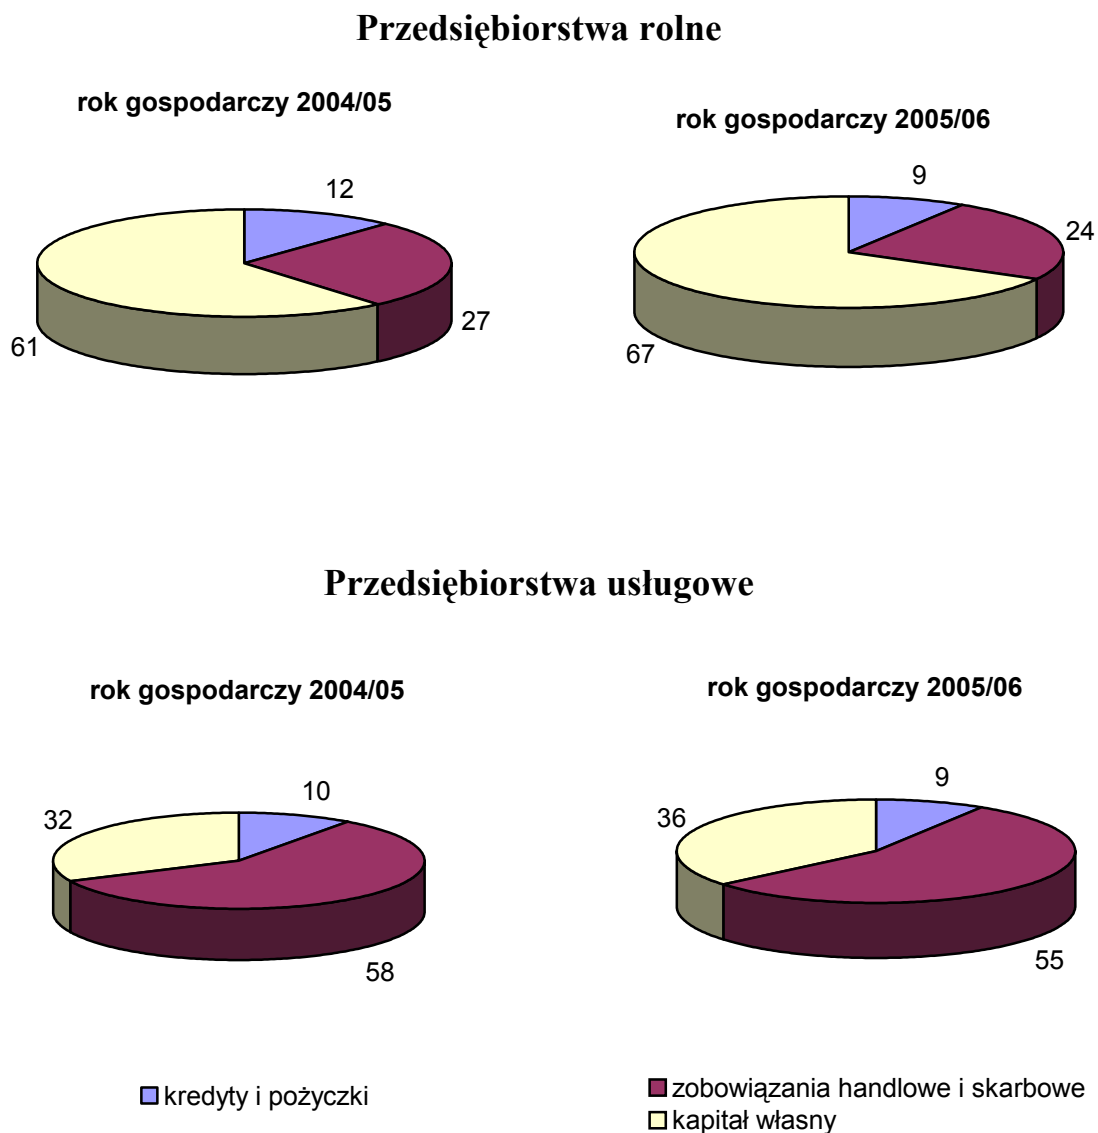 Przedsiębiorstwa rolne
rok gospodarczy 2004/05
rok gospodarczy 2005/06
12
27
61
9
24
67
Przedsiębiorstwa usługowe
rok gospodarczy 2004/05
rok gospodarczy 2005/06
10
32
58
9
36
55
kredyty i pożyczki
zobowiązania handlowe i skarbowe
kapitał własny